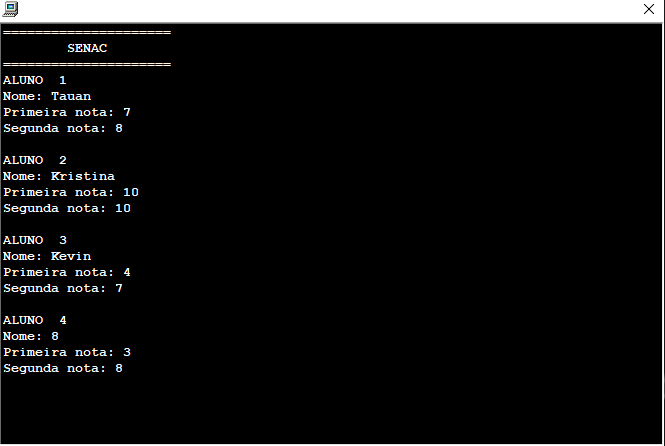 =====================
SENAC
=====================
ALUNO  1
Nome: Tauan
Primeira nota: 7
Segunda nota: 8
ALUNO  2
Nome: Kristina
Primeira nota: 10
Segunda nota: 10
ALUNO  3
Nome: Kevin
Primeira nota: 4
Segunda nota: 7
ALUNO  4
Nome: 8
Primeira nota: 3
Segunda nota: 8